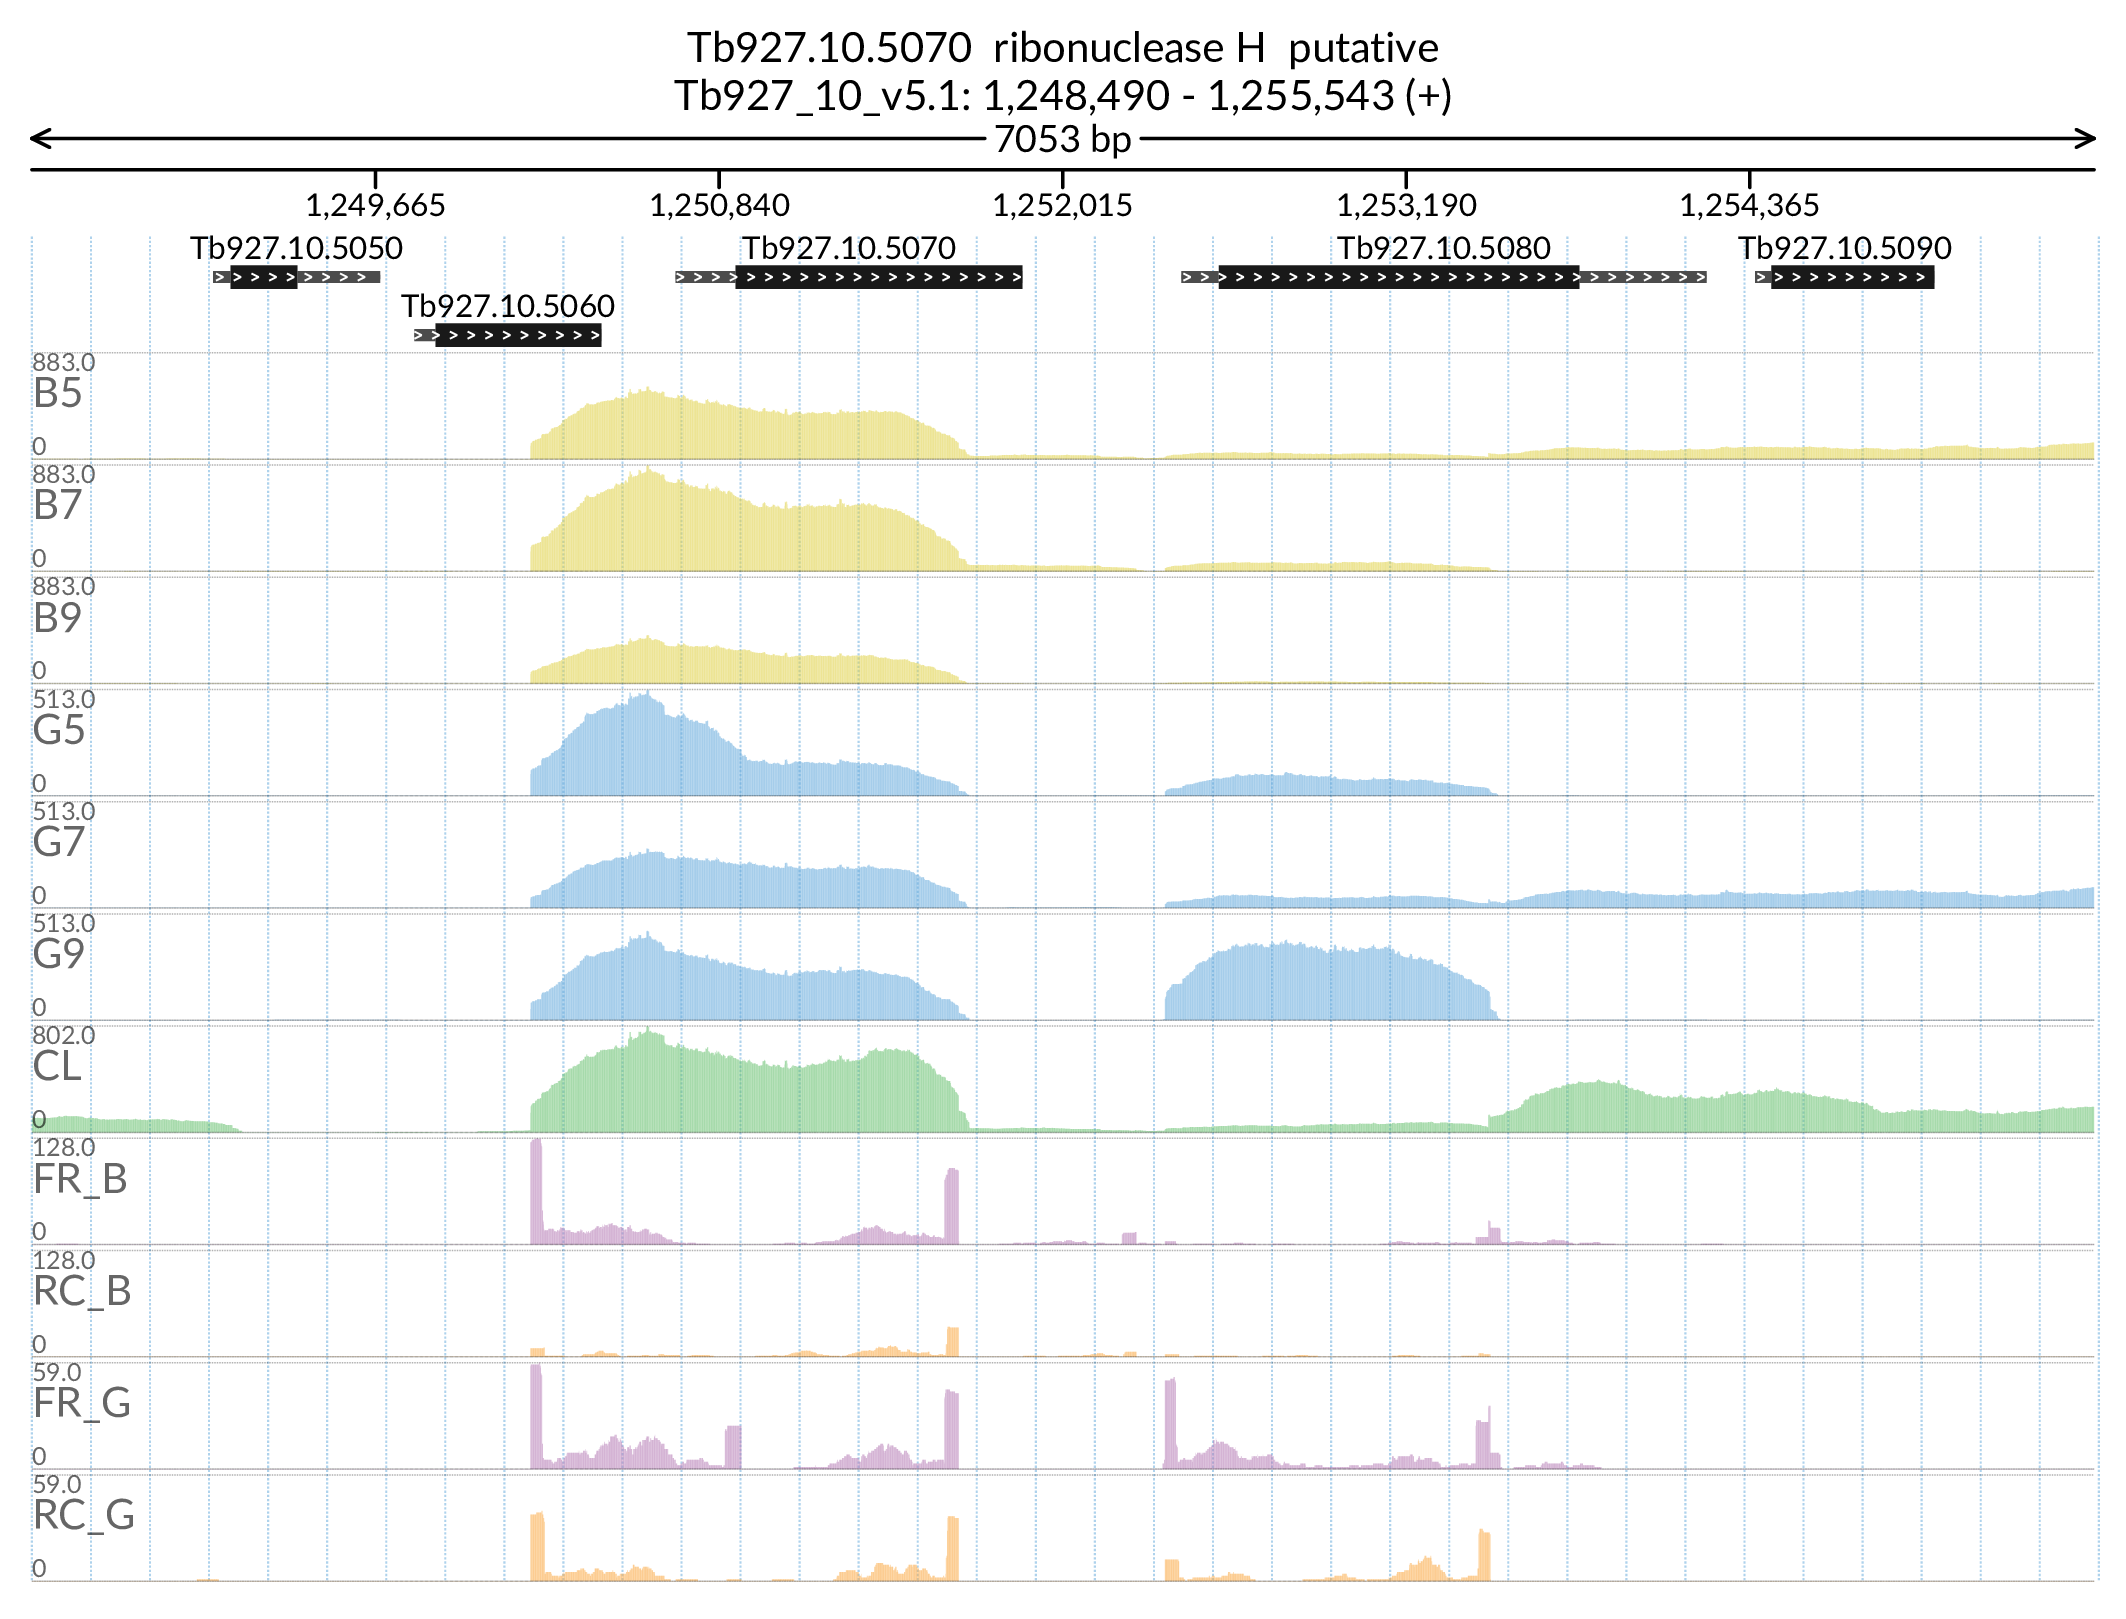 Tb927.10.5070 ribonuclease H putative
Tb927_10_v5.1: 1,248,490 - 1,255,543 (+)
7053 bp
1,249,665 1,250,840 1,252,015 1,253,190 1,254,365
Tb927.10.5050 Tb927.10.5070 Tb927.10.5080 Tb927.10.5090
Tb927.10.5060
883.0
B5
0
883.0
B7
0
883.0
B9
0
513.0
G5
0
513.0
G7
0
513.0
G9
0
802.0
CL
0
128.0
FR_B
0
128.0
RC_B
0
59.0
FR_G
0
59.0
RC_G
0